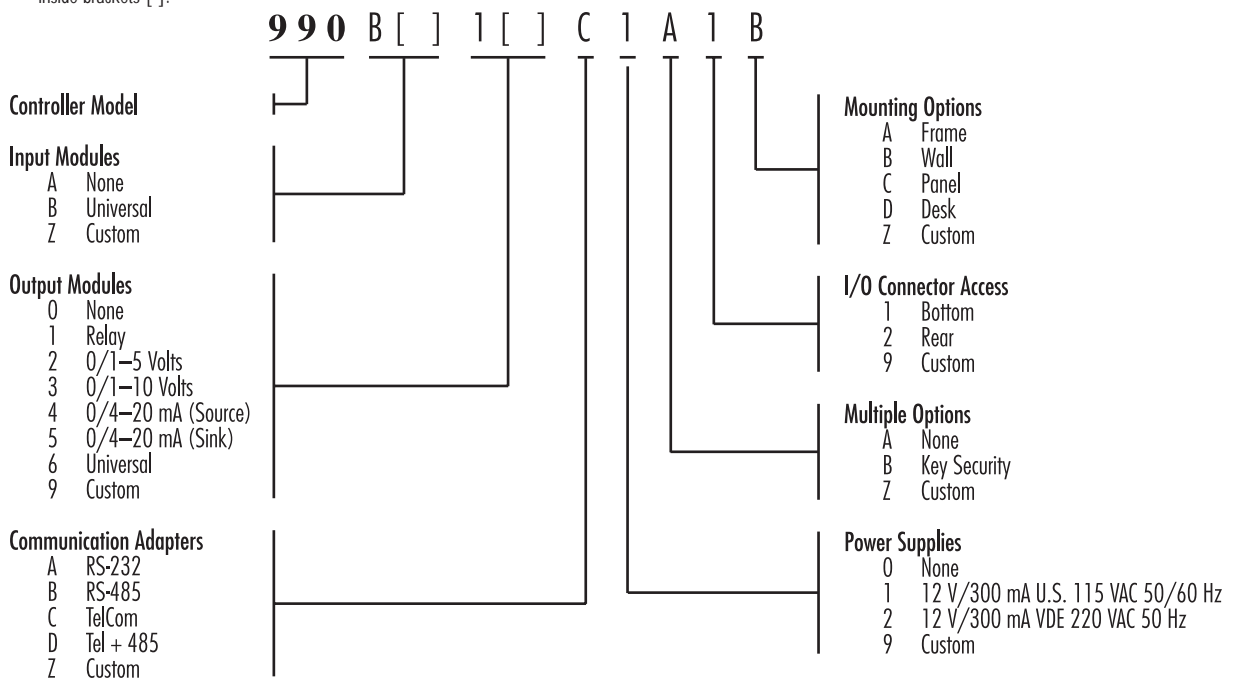 inside brackets [ ].
990 B[ ] 1[ ] C 1 A 1 B
Controller Model
Input Modules
A None
B Universal
Z Custom
Output Modules
0 None
1 Relay
2 0/1–5 Volts
3 0/1–10 Volts
4 0/4–20 mA (Source)
5 0/4–20 mA (Sink)
6 Universal
9 Custom
Communication Adapters
A RS-232
B RS-485
C TelCom
D Tel + 485
Z Custom
Mounting Options
A Frame
B Wall
C Panel
D Desk
Z Custom
I/O Connector Access
1 Bottom
2 Rear
9 Custom
Multiple Options
A None
B Key Security
Z Custom
Power Supplies
0 None
1 12 V/300 mA U.S. 115 VAC 50/60 Hz
2 12 V/300 mA VDE 220 VAC 50 Hz
9 Custom